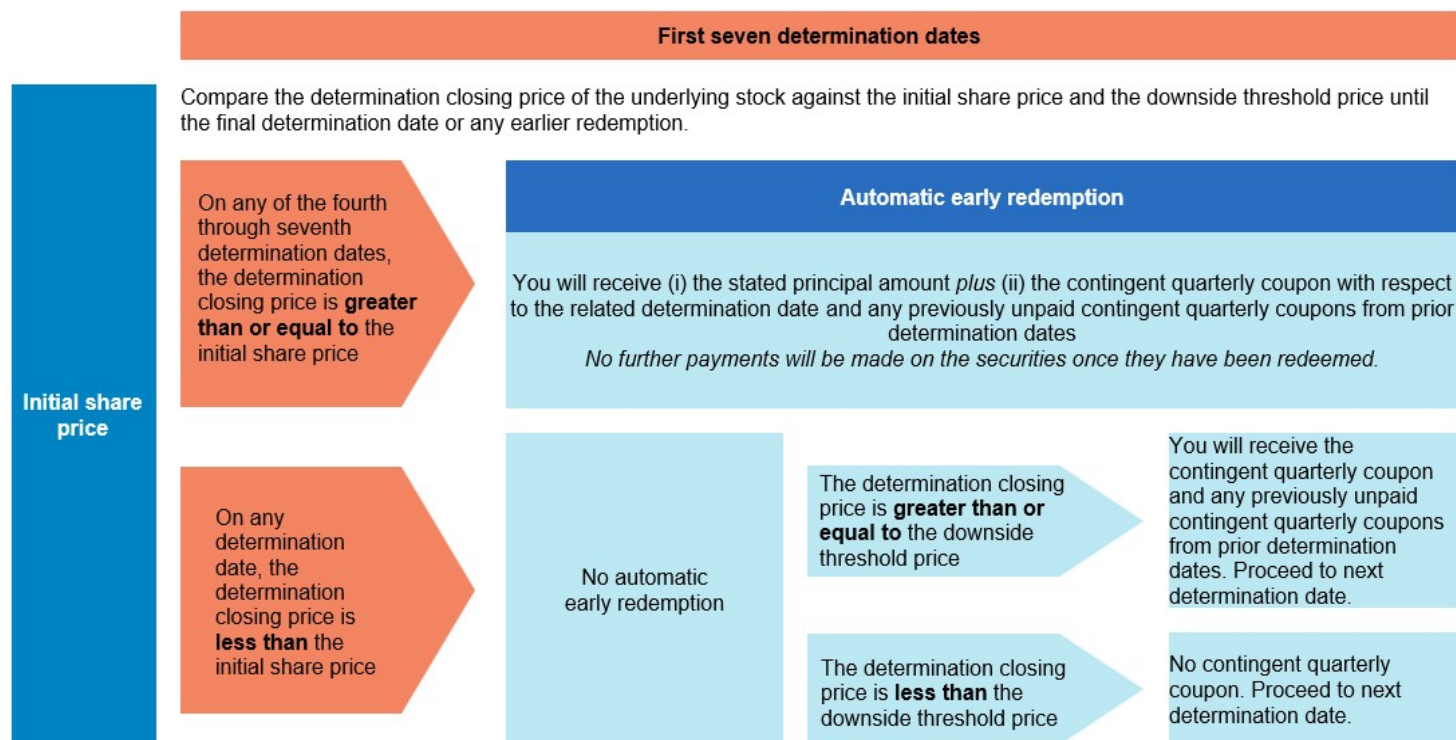 First seven determination dates
Compare the determination closing price of the underlying stock against the initial share price and the downside threshold price until
the final determination date or any earlier redemption.
Initial share
price
On any of the fourth
through seventh
determination dates,
the determination
closing price is greater
than or equal to the
initial share price
Automatic early redemption
You will receive (i) the stated principal amount plus (ii) the contingent quarterly coupon with respect
to the related determination date and any previously unpaid contingent quarterly coupons from prior
determination dates
No further payments will be made on the securities once they have been redeemed.
On any
determination
date, the
determination
closing price is
less than the
initial share price
No automatic
early redemption
The determination closing
price is greater than or
equal to the downside
threshold price
You will receive the
contingent quarterly coupon
and any previously unpaid
contingent quarterly coupons
from prior determination
dates. Proceed to next
determination date.
The determination closing
price is less than the
downside threshold price
No contingent quarterly
coupon. Proceed to next
determination date.